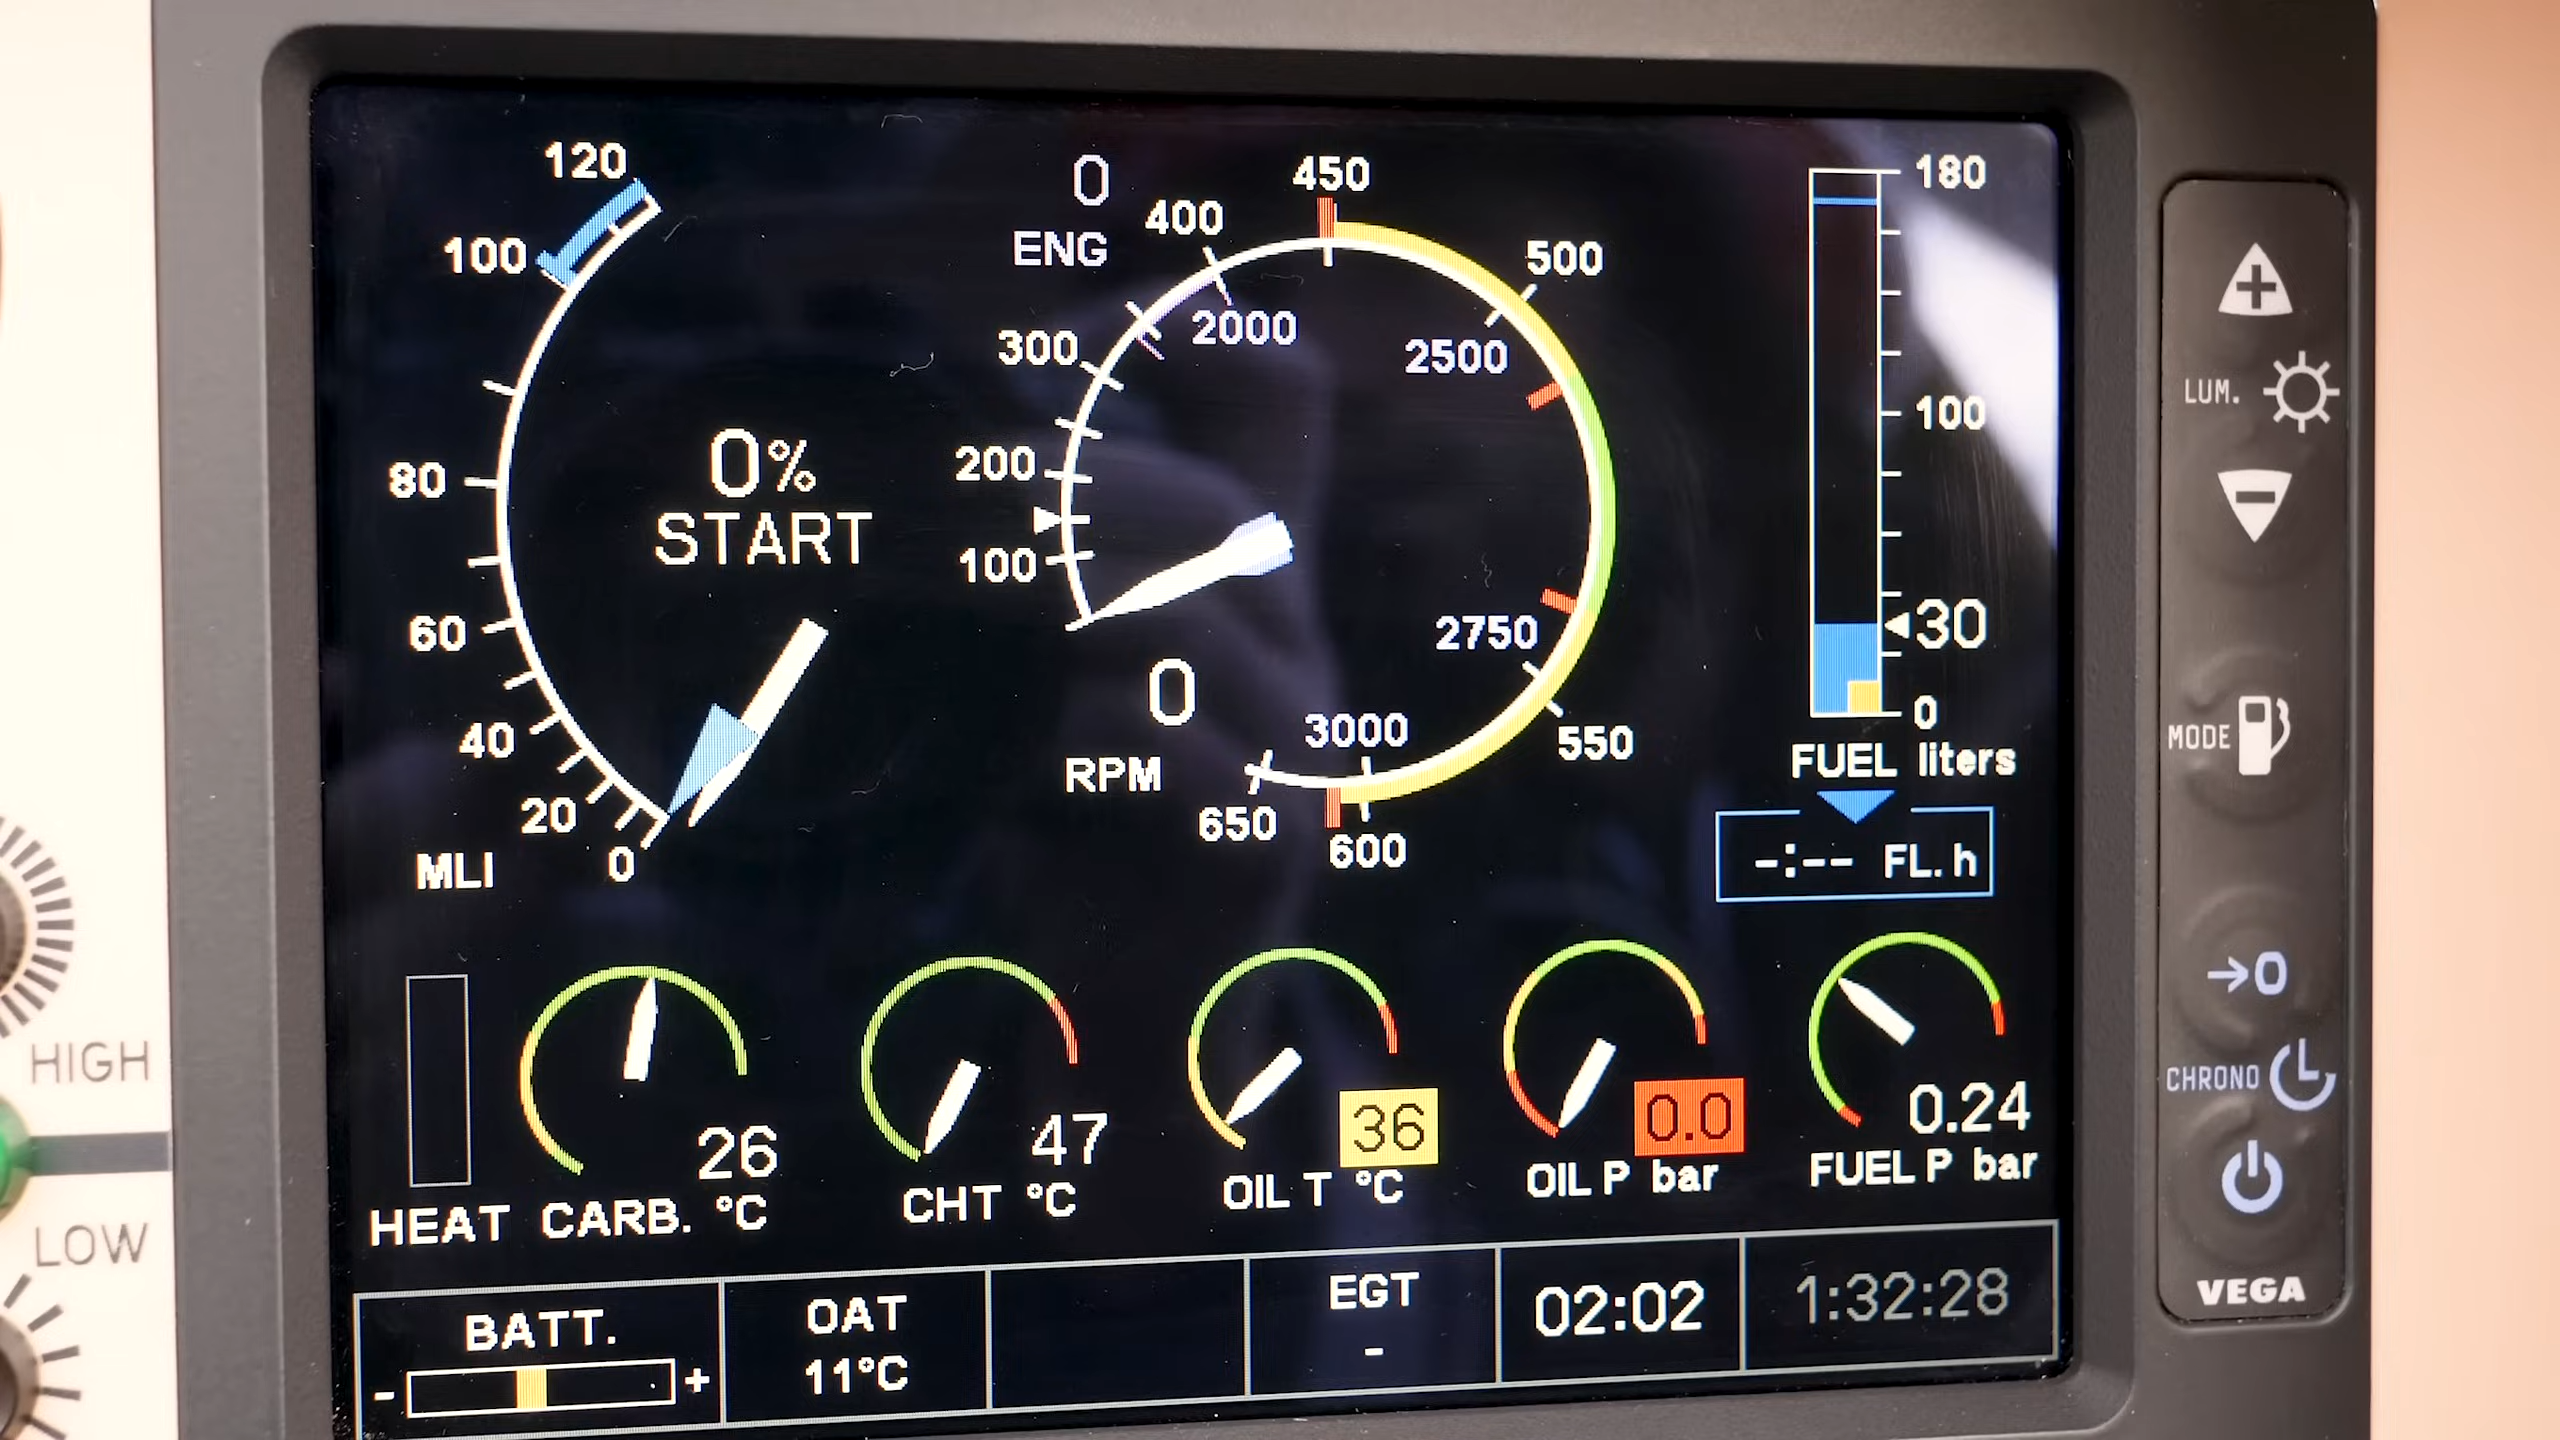 120
100
80
60
40
20
0
MLI
0%
START
0
ENG
450
400
500
300
2000
2500
200
100
2750
0
3000
RPM
550
650
600
180
100
30
0
FUEL liters
-:-- FL.h
HEAT
26
CARB. °C
47
CHT °C
36
OIL T °C
0.0
OIL P bar
0.24
FUEL P bar
BATT.
- +
OAT
11°C
EGT
-
02:02
1:32:28
HIGH
LOW
+
LUM.
-
MODE
→0
CHRONO
VEGA